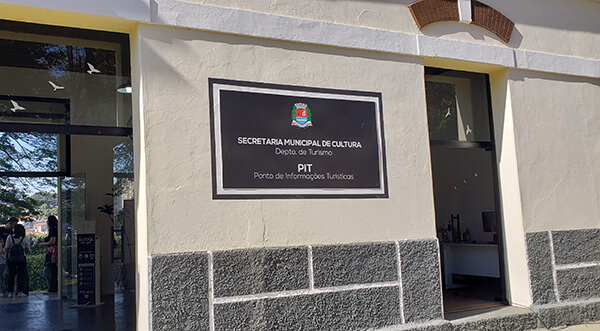 SECRETARIA MUNICIPAL DE CULTURA
Depto. de Turismo
PIT
Ponto de Informações Turísticas